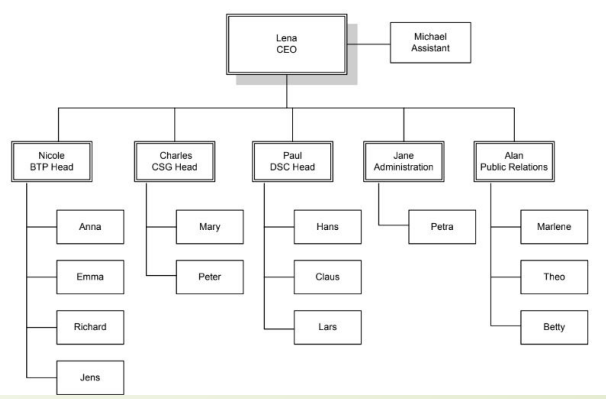 Lena
CEO
Michael
Assistant
Nicole
BTP Head
Charles
CSG Head
Paul
DSC Head
Jane
Administration
Alan
Public Relations
Anna
Mary
Hans
Petra
Marlene
Emma
Peter
Claus
Theo
Richard
Lars
Betty
Jens